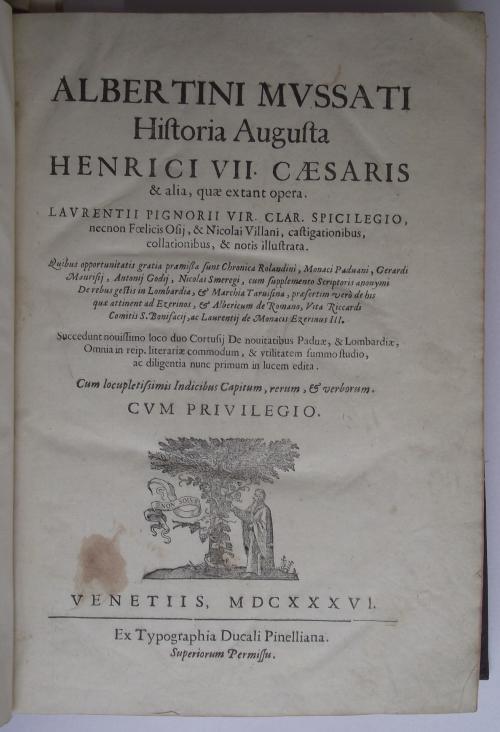 ALBERTINI MVSSATI
Hiſtoria Auguſta
HENRICI VII. CÆSARIS
& alia, quæ extant opera.
LAVRENTII PIGNORII VIR. CLAR. SPICILEGIO,
necnon Fœlicis Oſij, & Nicolai Villani, caſtigationibus,
collationibus, & notis illuſtrata.
Quibus opportunitatis gratia præmiſſa ſunt Chronica Rolandini, Monaci Paduani, Gerardi
Mauriſij, Antonij Godij, Nicolai Smeregi, cum ſupplemento Scriptoris anonymi
De rebus geſtis in Lombardia, & Marchia Taruiſina, præſertim verò de his
quæ attinent ad Ezerinos, & Albericum de Romano, Vita Riccardi
Comitis S. Bonifacij, ac Laurentij de Monacis Ezerinus III.
Succedunt nouiſſimo loco duo Cortuſij De nouitatibus Paduæ, & Lombardiæ,
Omnia in reip. literariæ commodum, & vtilitatem ſummo ſtudio,
ac diligentia nunc primum in lucem edita.
Cum locupletiſſimis Indicibus Capitum, rerum, & verborum.
CVM PRIVILEGIO.
NON SOLVS
VENETIIS, MDCXXXVI.
Ex Typographia Ducali Pinelliana.
Superiorum Permiſſu.